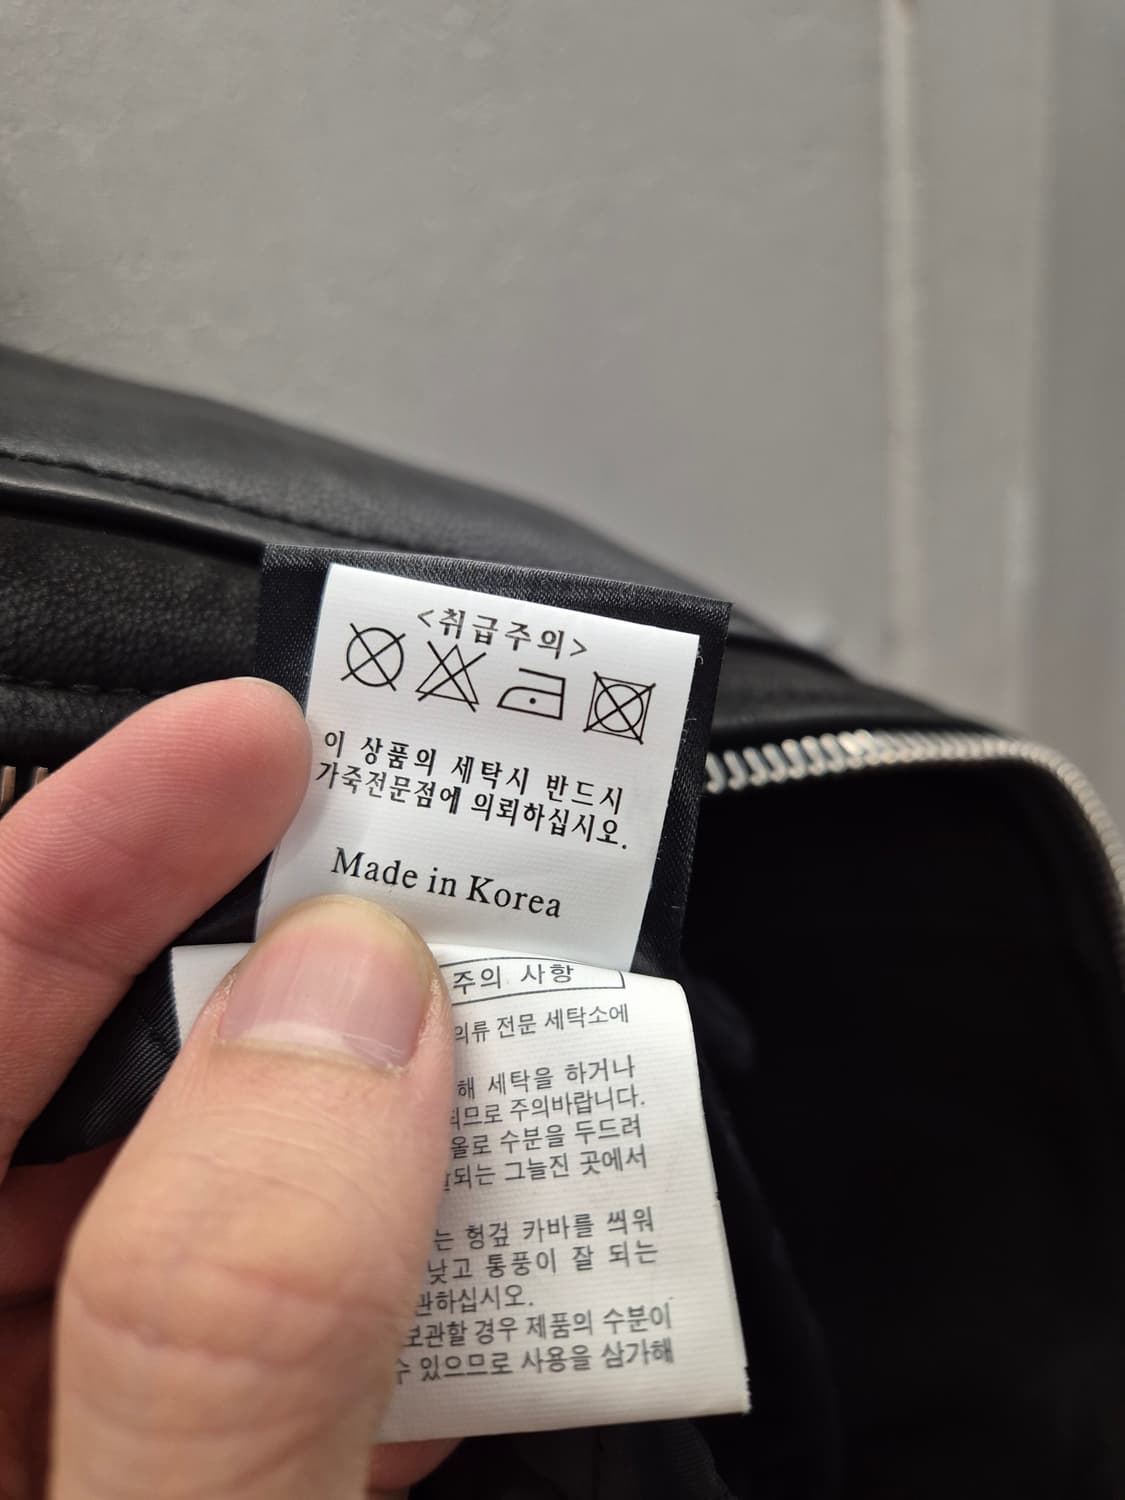 <취급주의>
이 상품의 세탁시 반드시
가죽전문점에 의뢰하십시오.
Made in Korea
주의 사항
의류 전문 세탁소에
해 세탁을 하거나
되므로 주의바랍니다.
올로 수분을 두드려
되는 그늘진 곳에서
는 헝겊 카바를 씌워
낮고 통풍이 잘 되는
관하십시오.
보관할 경우 제품의 수분이
수 있으므로 사용을 삼가해